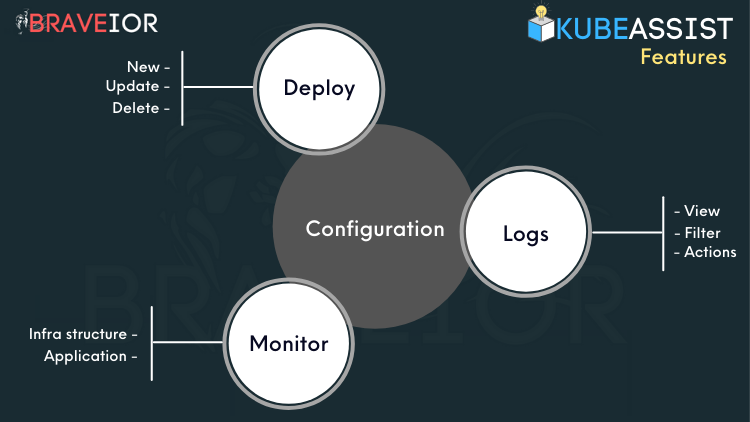 BRAVEIOR
KUBEASSIST
Features
New -
Update -
Delete -
Deploy
Configuration
Logs
- View
- Filter
- Actions
Infra structure -
Application -
Monitor
BRAVEIOR